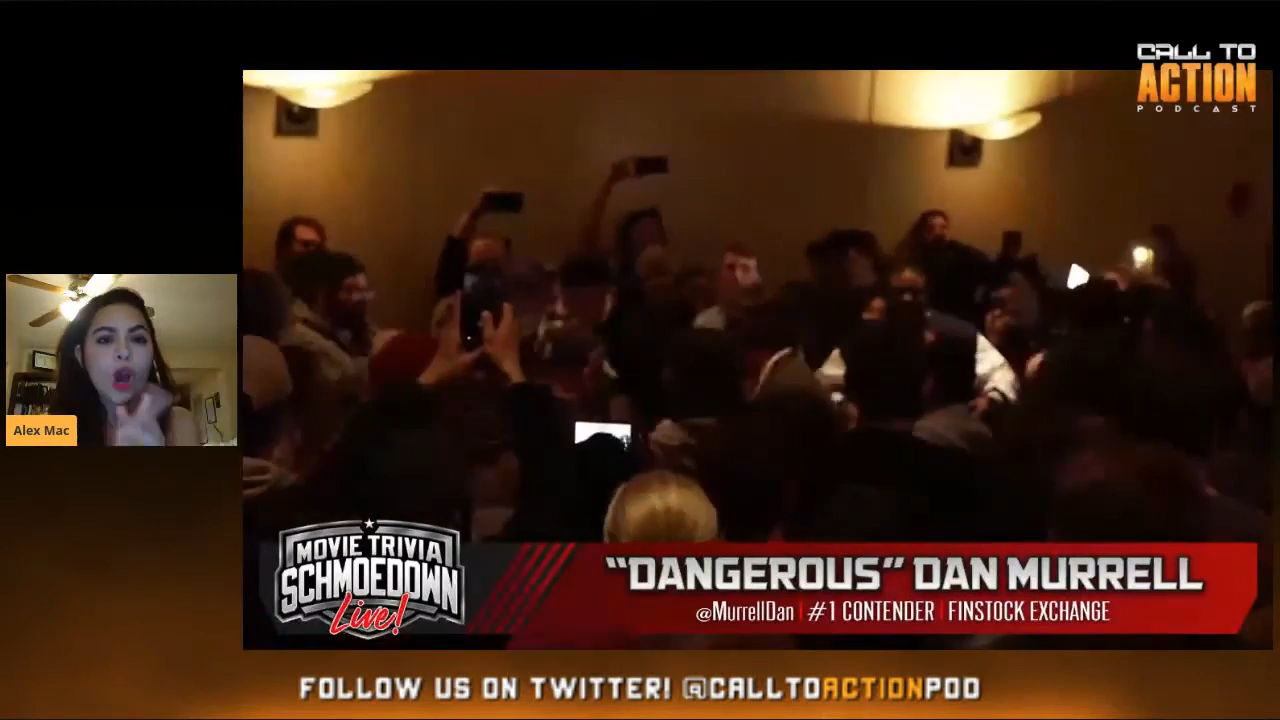 CALL TO
ACTION
PODCAST
Alex Mac
MOVIE TRIVIA
SCHMOEDOWN
Live!
"DANGEROUS" DAN MURRELL
@MurrellDan | #1 CONTENDER | FINSTOCK EXCHANGE
FOLLOW US ON TWITTER! @CALLTOACTIONPOD